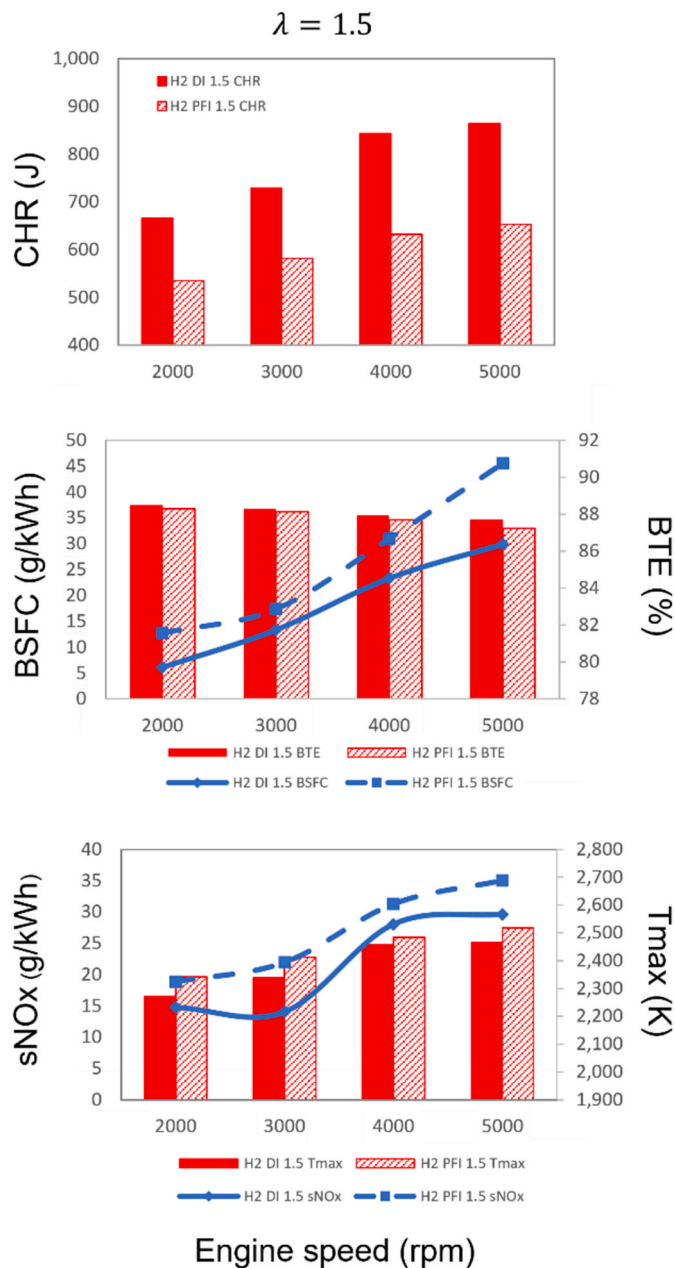 λ = 1.5
1,000
900
800
700
600
500
400
CHR (J)
H2 DI 1.5 CHR
H2 PFI 1.5 CHR
2000 3000 4000 5000
50
45
40
35
30
25
20
15
10
5
0
BSFC (g/kWh)
92
90
88
86
84
82
80
78
BTE (%)
2000 3000 4000 5000
H2 DI 1.5 BTE H2 PFI 1.5 BTE
H2 DI 1.5 BSFC H2 PFI 1.5 BSFC
40
35
30
25
20
15
10
5
0
sNOx (g/kWh)
2,800
2,700
2,600
2,500
2,400
2,300
2,200
2,100
2,000
1,900
Tmax (K)
2000 3000 4000 5000
H2 DI 1.5 Tmax H2 PFI 1.5 Tmax
H2 DI 1.5 sNOx H2 PFI 1.5 sNOx
Engine speed (rpm)